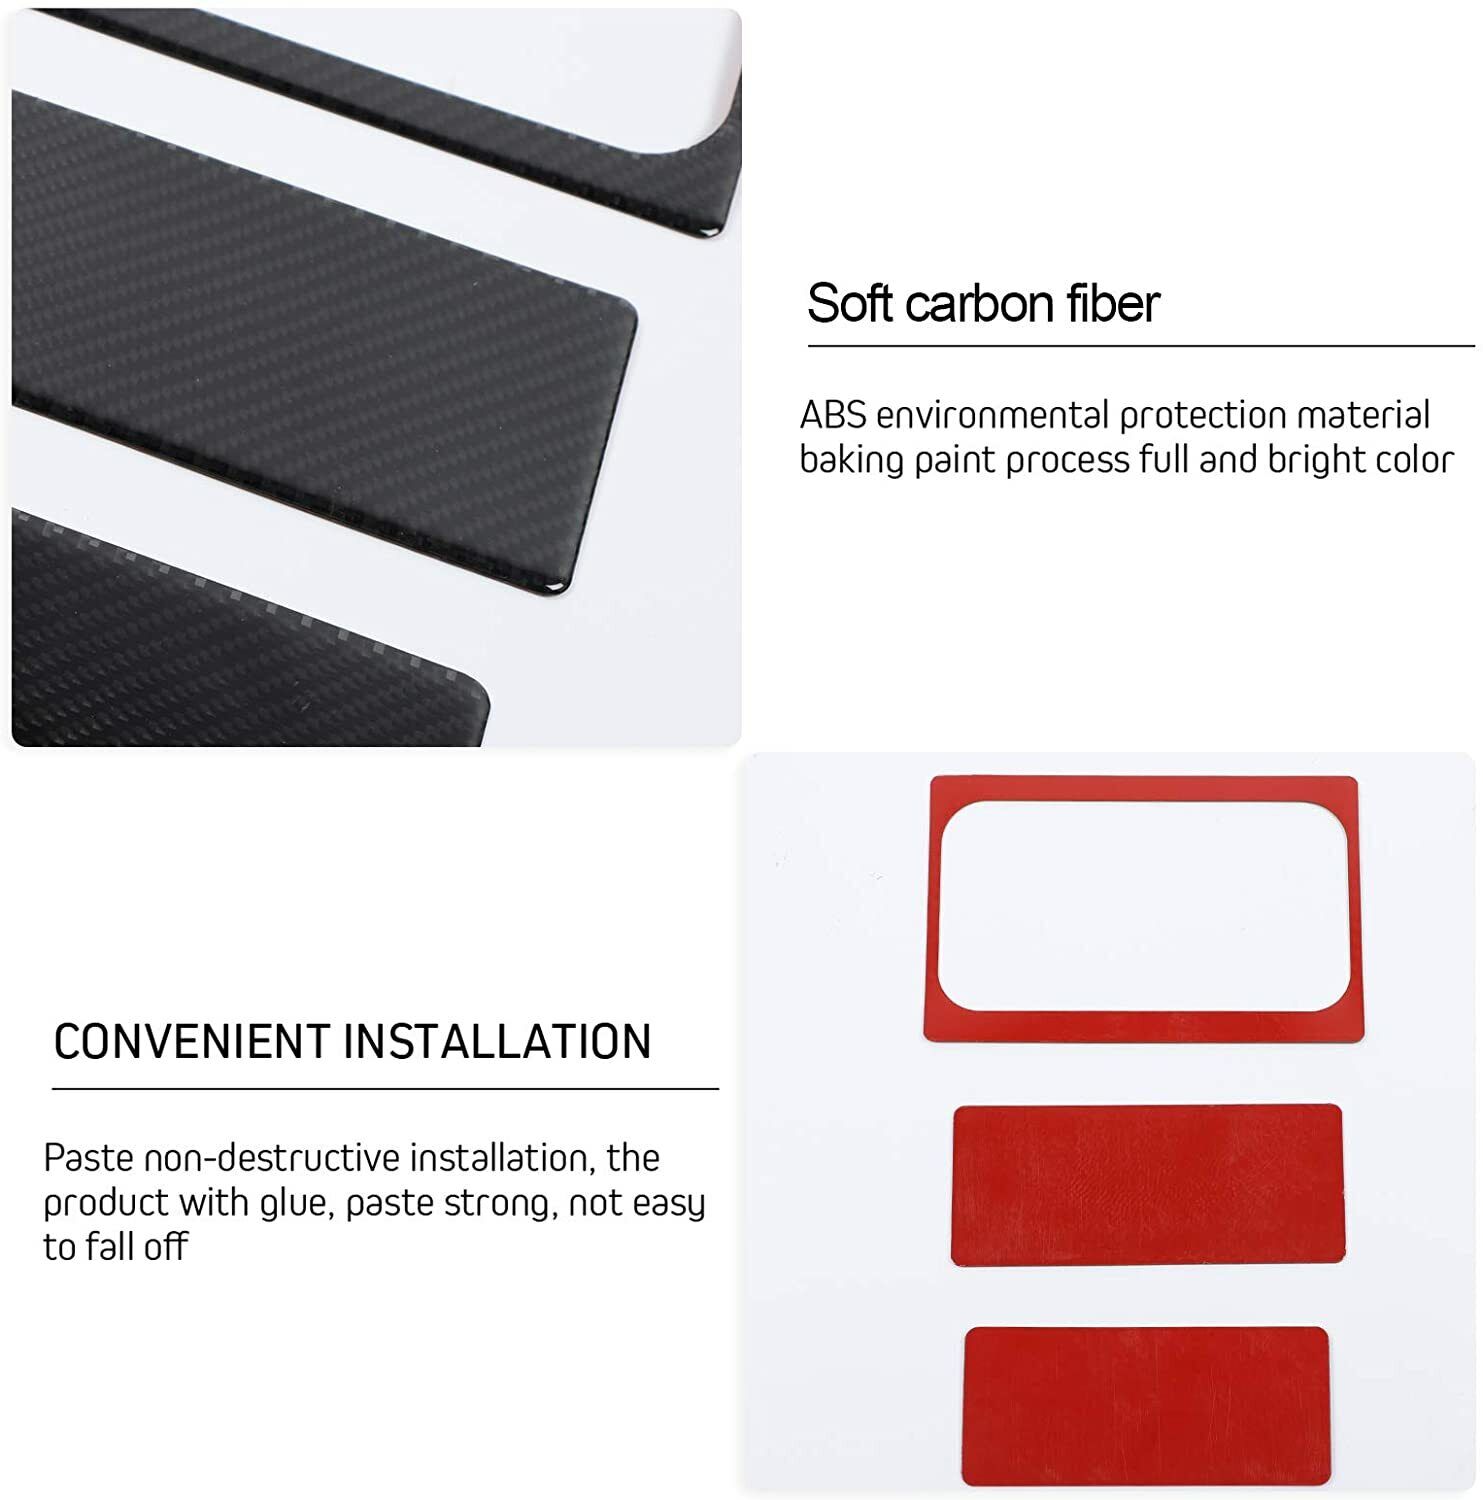 Soft carbon fiber
ABS environmental protection material
baking paint process full and bright color
CONVENIENT INSTALLATION
Paste non-destructive installation, the
product with glue, paste strong, not easy
to fall off